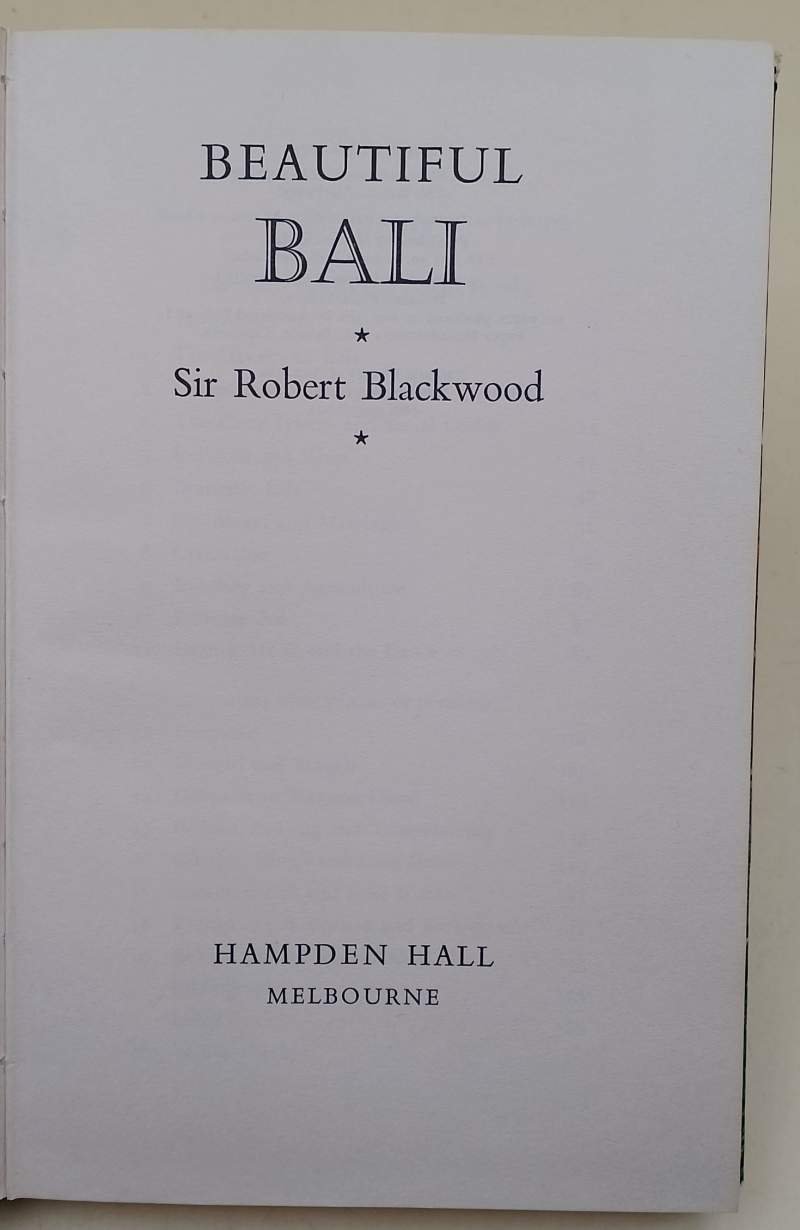 BEAUTIFUL
BALI
★
Sir Robert Blackwood
★
HAMPDEN HALL
MELBOURNE